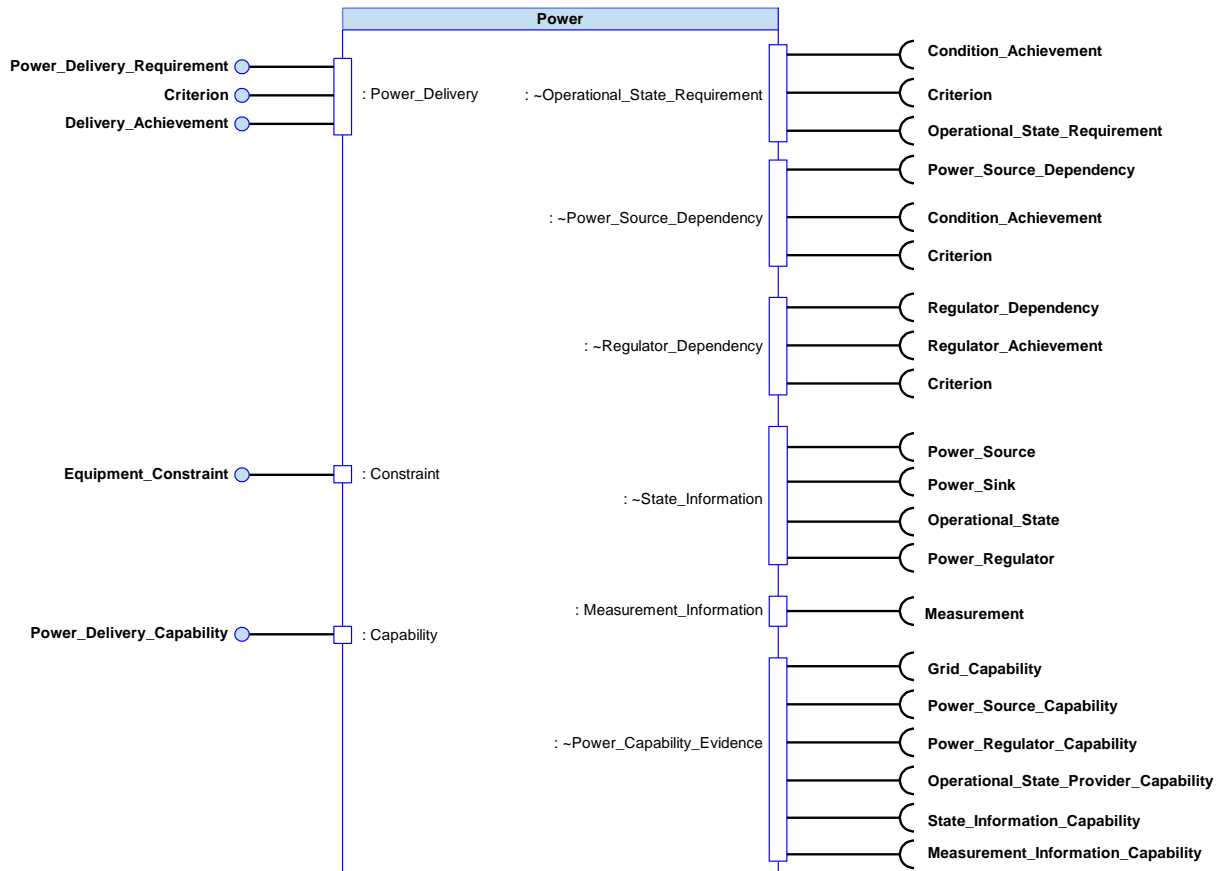 Power
Power_Delivery_Requirement
Criterion
Delivery_Achievement
: Power_Delivery
Equipment_Constraint
: Constraint
Power_Delivery_Capability
: Capability
: ~Operational_State_Requirement
Condition_Achievement
Criterion
Operational_State_Requirement
: ~Power_Source_Dependency
Power_Source_Dependency
Condition_Achievement
Criterion
: ~Regulator_Dependency
Regulator_Dependency
Regulator_Achievement
Criterion
: ~State_Information
Power_Source
Power_Sink
Operational_State
Power_Regulator
: Measurement_Information
Measurement
: ~Power_Capability_Evidence
Grid_Capability
Power_Source_Capability
Power_Regulator_Capability
Operational_State_Provider_Capability
State_Information_Capability
Measurement_Information_Capability